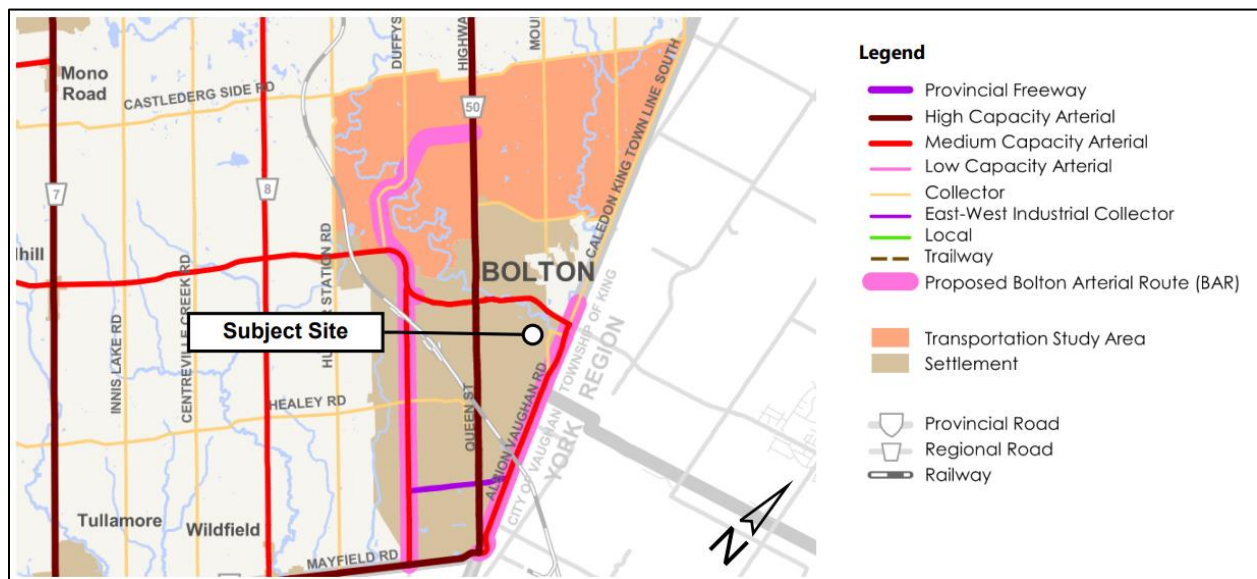 DUFFYS
HIGHWAY
MOU
Mono
Road
CASTLEDERG SIDE RD
50
CALEDON KING TOWN LINE SOUTH
7
8
lhill
INNIS LAKE RD
CENTREVILLE CREEK RD
STATION RD
BOLTON
Subject Site
HEALEY RD
QUEEN ST
ALBION VAUGHAN RD
CITY OF VAUGHAN
TOWNSHIP OF KING
YORK REGION
Tullamore
Wildfield
MAYFIELD RD
N
Legend
Provincial Freeway
High Capacity Arterial
Medium Capacity Arterial
Low Capacity Arterial
Collector
East-West Industrial Collector
Local
Trailway
Proposed Bolton Arterial Route (BAR)
Transportation Study Area
Settlement
Provincial Road
Regional Road
Railway